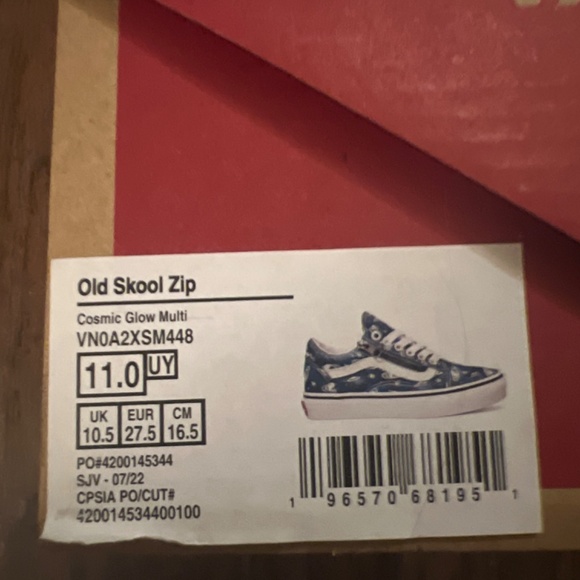 Old Skool Zip
Cosmic Glow Multi
VN0A2XSM448
11.0 UY
UK EUR CM
10.5 27.5 16.5
PO#4200145344
SJV - 07/22
CPSIA PO/CUT#
420014534400100
1 96570 68195 1